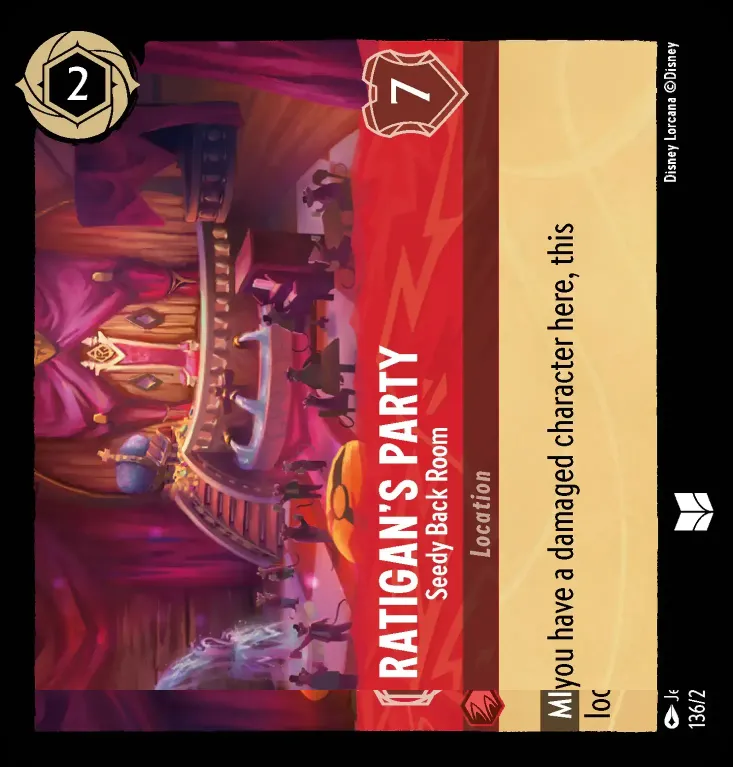 2
7
RATIGAN'S PARTY
Seedy Back Room
Location
you have a damaged character here, this
136/2
Disney Lorcana ©Disney